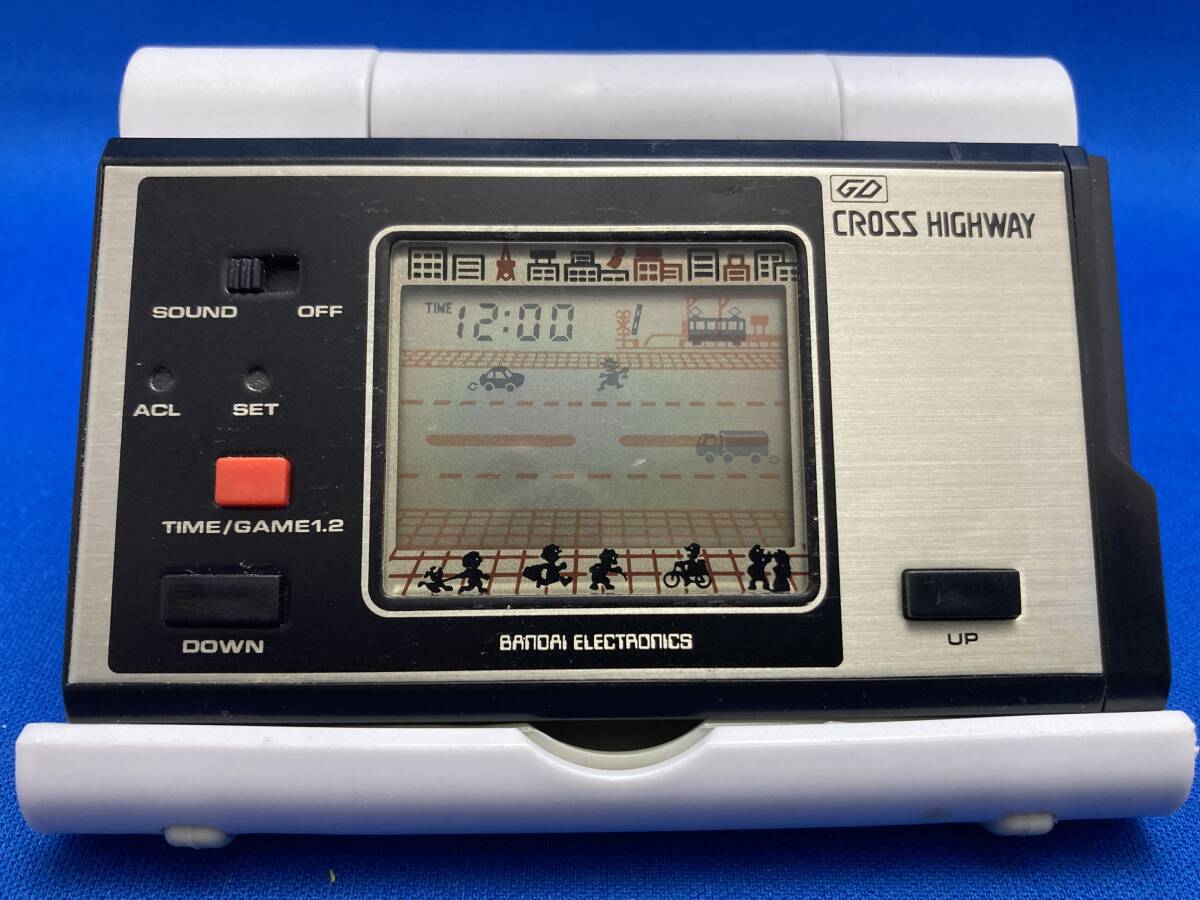 GD
CROSS HIGHWAY
SOUND OFF
TIME 12:00
ACL SET
TIME/GAME1.2
DOWN
UP
BANDAI ELECTRONICS